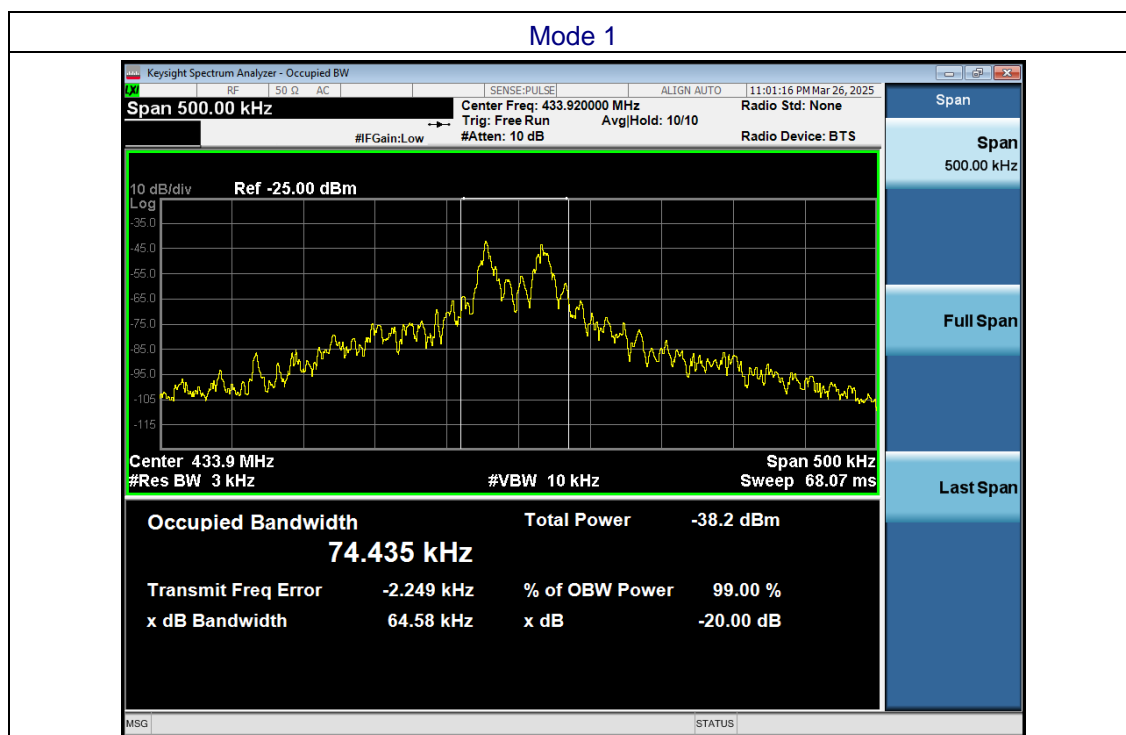 Mode 1
Keysight Spectrum Analyzer - Occupied BW
LXI RF 50 Ω AC SENSE:PULSE ALIGN AUTO 11:01:16 PM Mar 26, 2025
Span 500.00 kHz
Center Freq: 433.920000 MHz Radio Std: None
Trig: Free Run Avg|Hold: 10/10
#IFGain:Low #Atten: 10 dB Radio Device: BTS
10 dB/div Ref -25.00 dBm
Log
-35.0
-45.0
-55.0
-65.0
-75.0
-85.0
-95.0
-105
-115
Center 433.9 MHz Span 500 kHz
#Res BW 3 kHz #VBW 10 kHz Sweep 68.07 ms
Occupied Bandwidth Total Power -38.2 dBm
74.435 kHz
Transmit Freq Error -2.249 kHz % of OBW Power 99.00 %
x dB Bandwidth 64.58 kHz x dB -20.00 dB
MSG STATUS
Span
Span
500.00 kHz
Full Span
Last Span